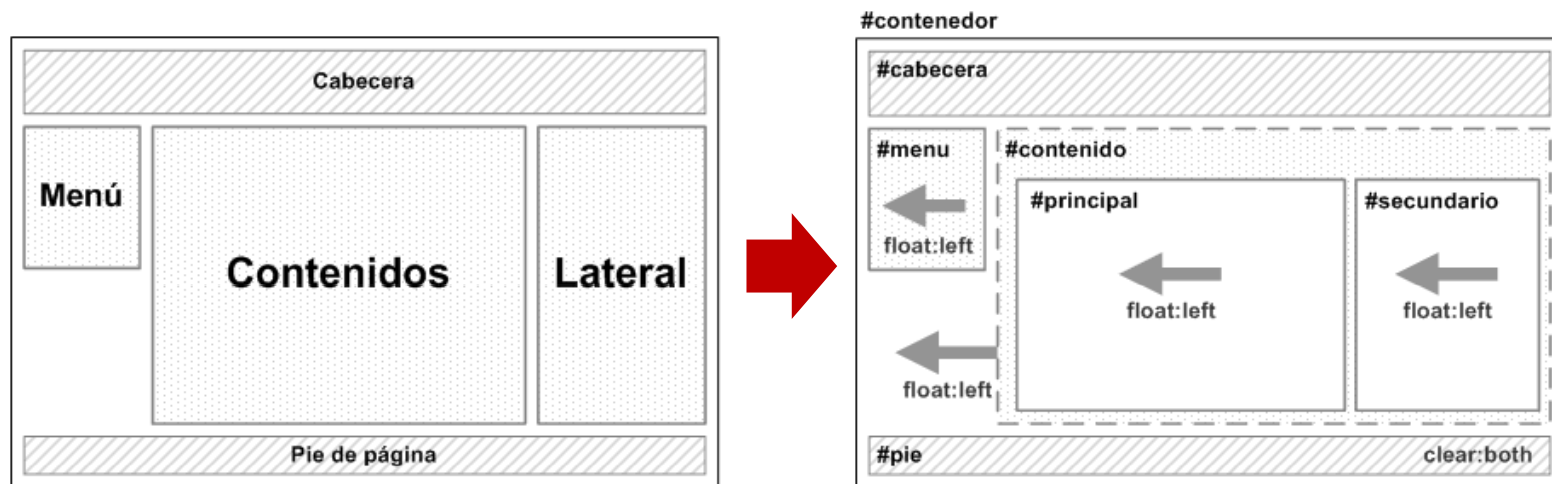 Cabecera
Menú
Contenidos
Lateral
Pie de página
#contenedor
#cabecera
#menu
float:left
float:left
#contenido
#principal
float:left
#secundario
float:left
#pie
clear:both